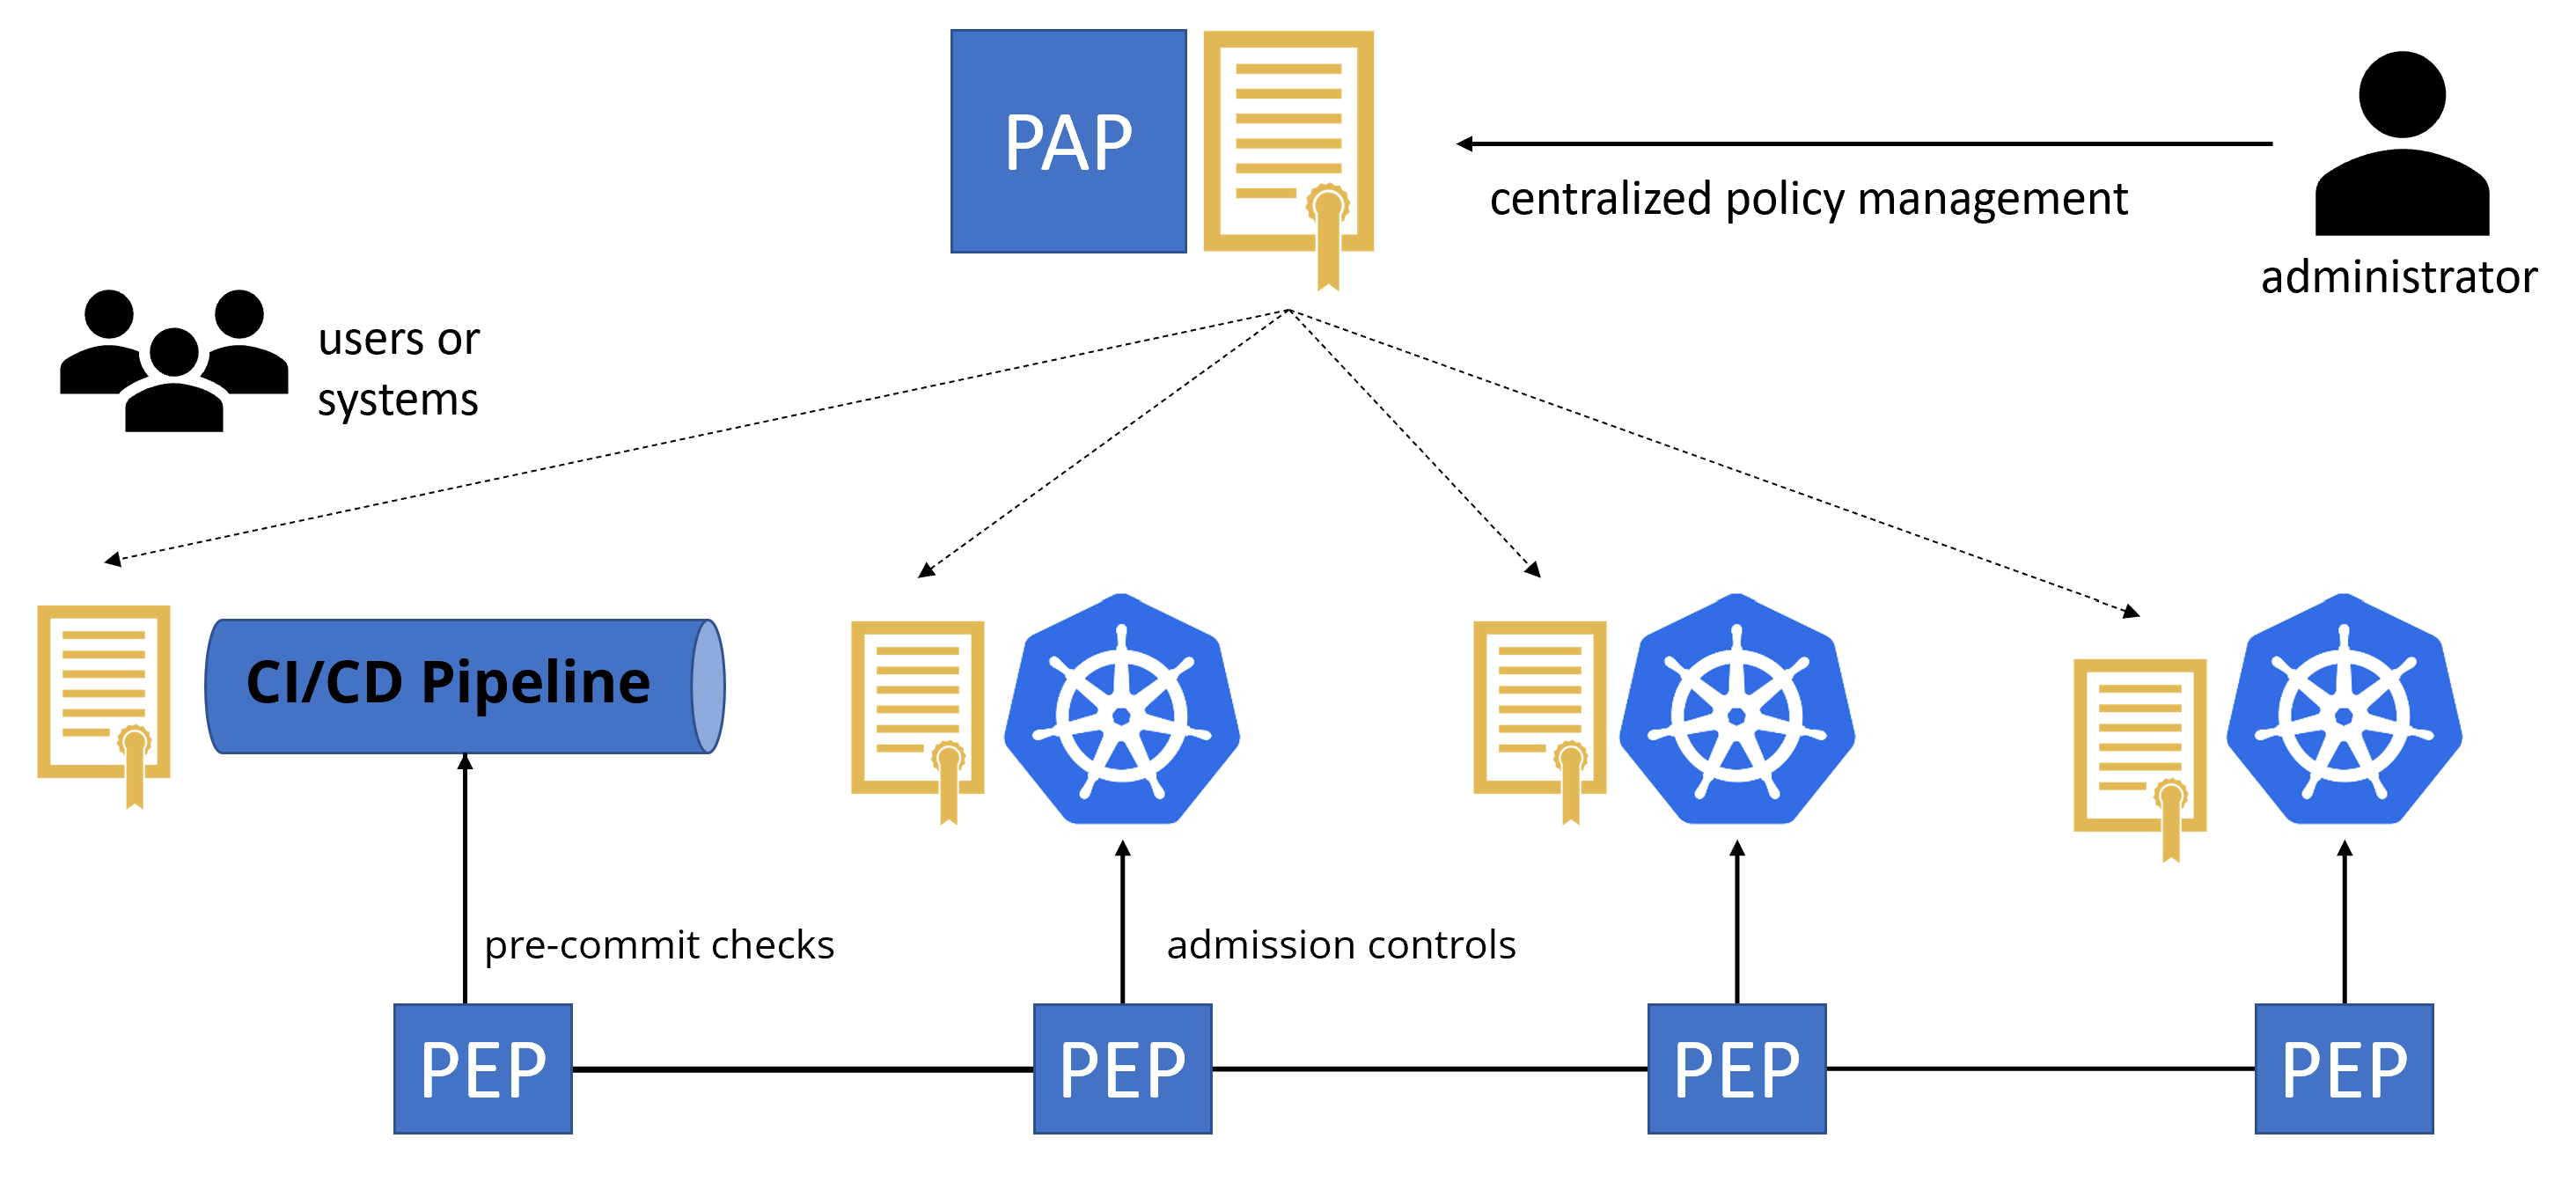 PAP
centralized policy management
administrator
users or
systems
CI/CD Pipeline
pre-commit checks
admission controls
PEP
PEP
PEP
PEP